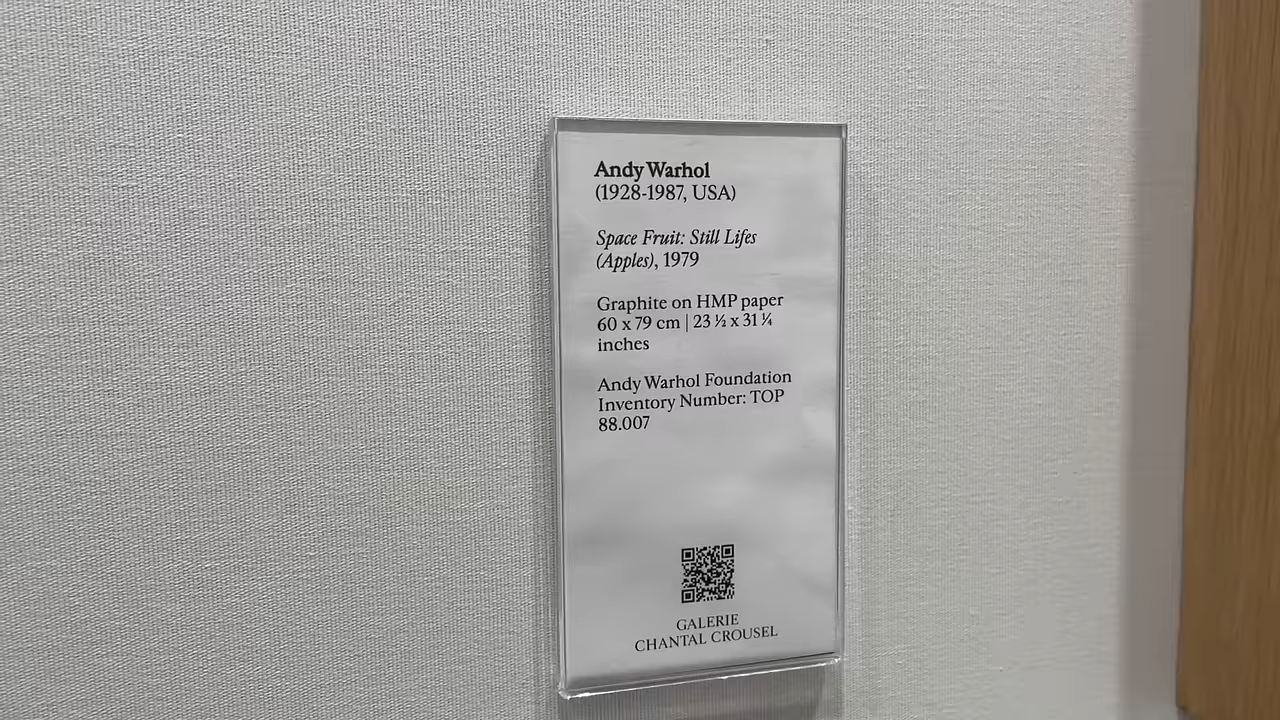 Andy Warhol
(1928-1987, USA)
Space Fruit: Still Lifes
(Apples), 1979
Graphite on HMP paper
60 x 79 cm | 23 ½ x 31 ¼
inches
Andy Warhol Foundation
Inventory Number: TOP
88.007
GALERIE
CHANTAL CROUSEL